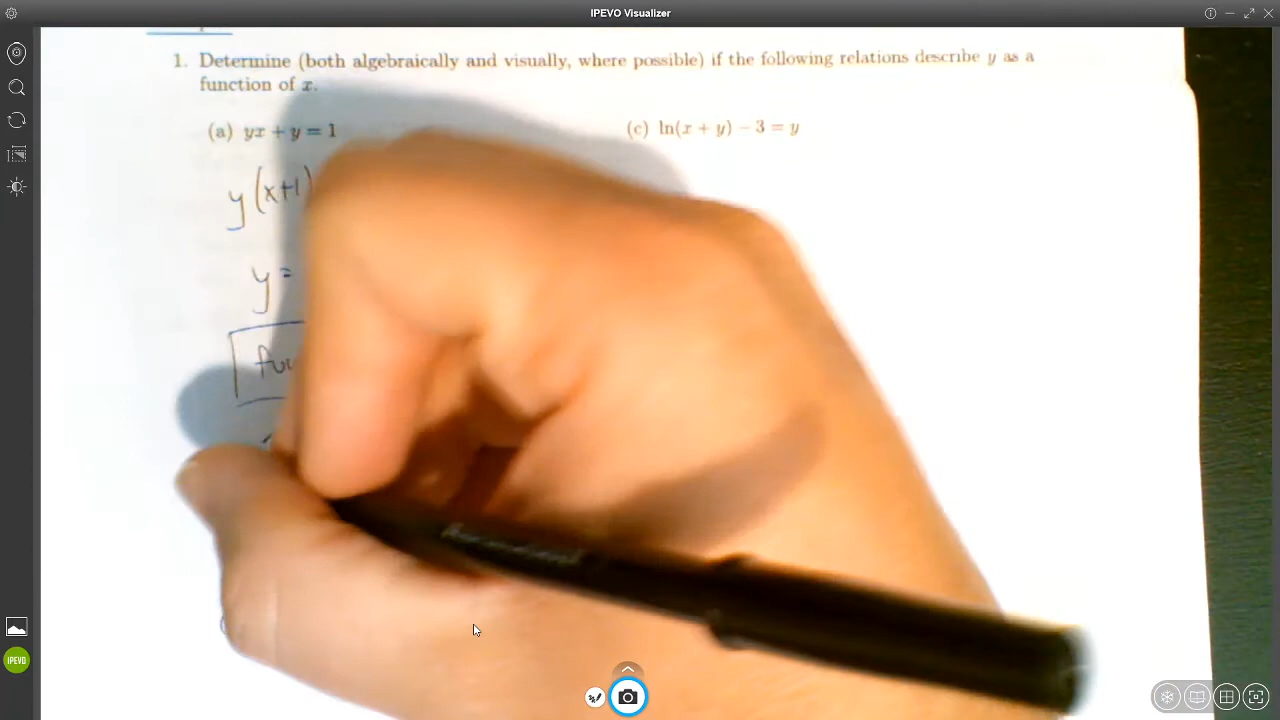 IPEVO Visualizer
1. Determine (both algebraically and visually, where possible) if the following relations describe y as a
function of x.
(a) yx + y = 1
(c) ln(x + y) − 3 = y
y(x+1)
y =
IPEVO